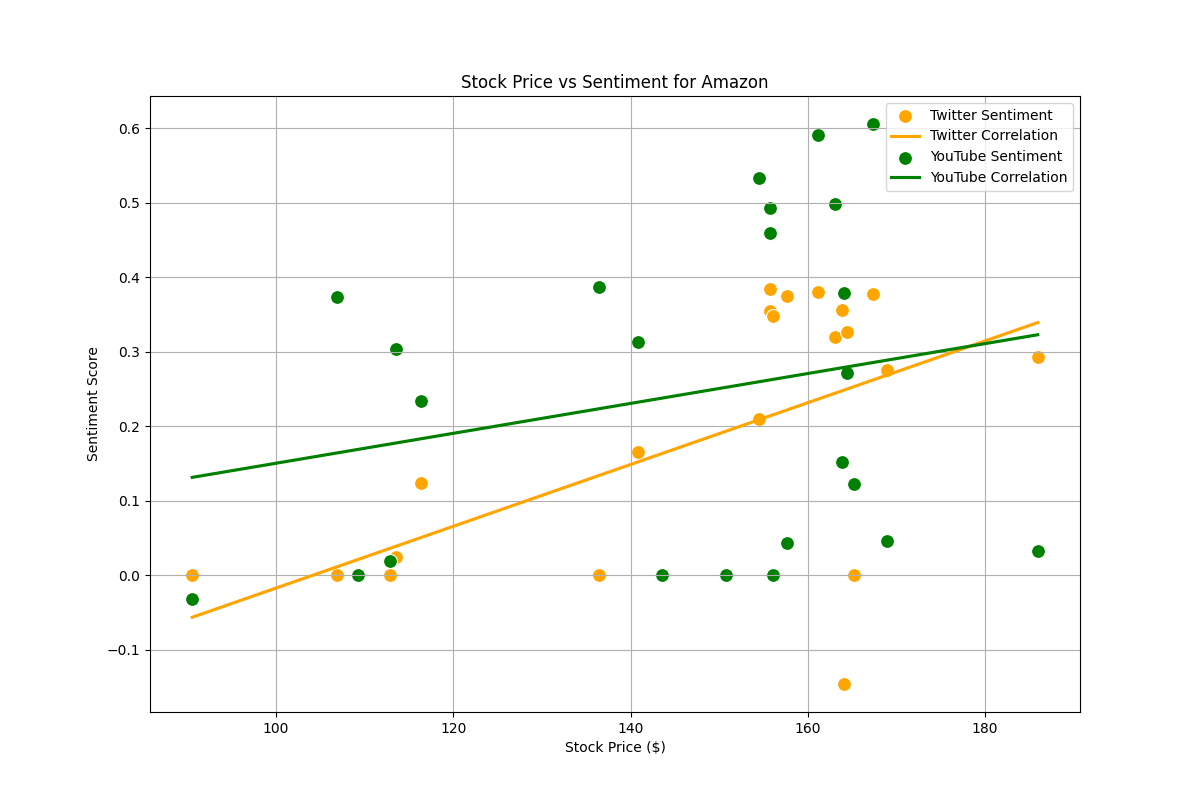 Stock Price vs Sentiment for Amazon
Twitter Sentiment
Twitter Correlation
YouTube Sentiment
YouTube Correlation
0.6
0.5
0.4
0.3
0.2
0.1
0.0
−0.1
Sentiment Score
100 120 140 160 180
Stock Price ($)